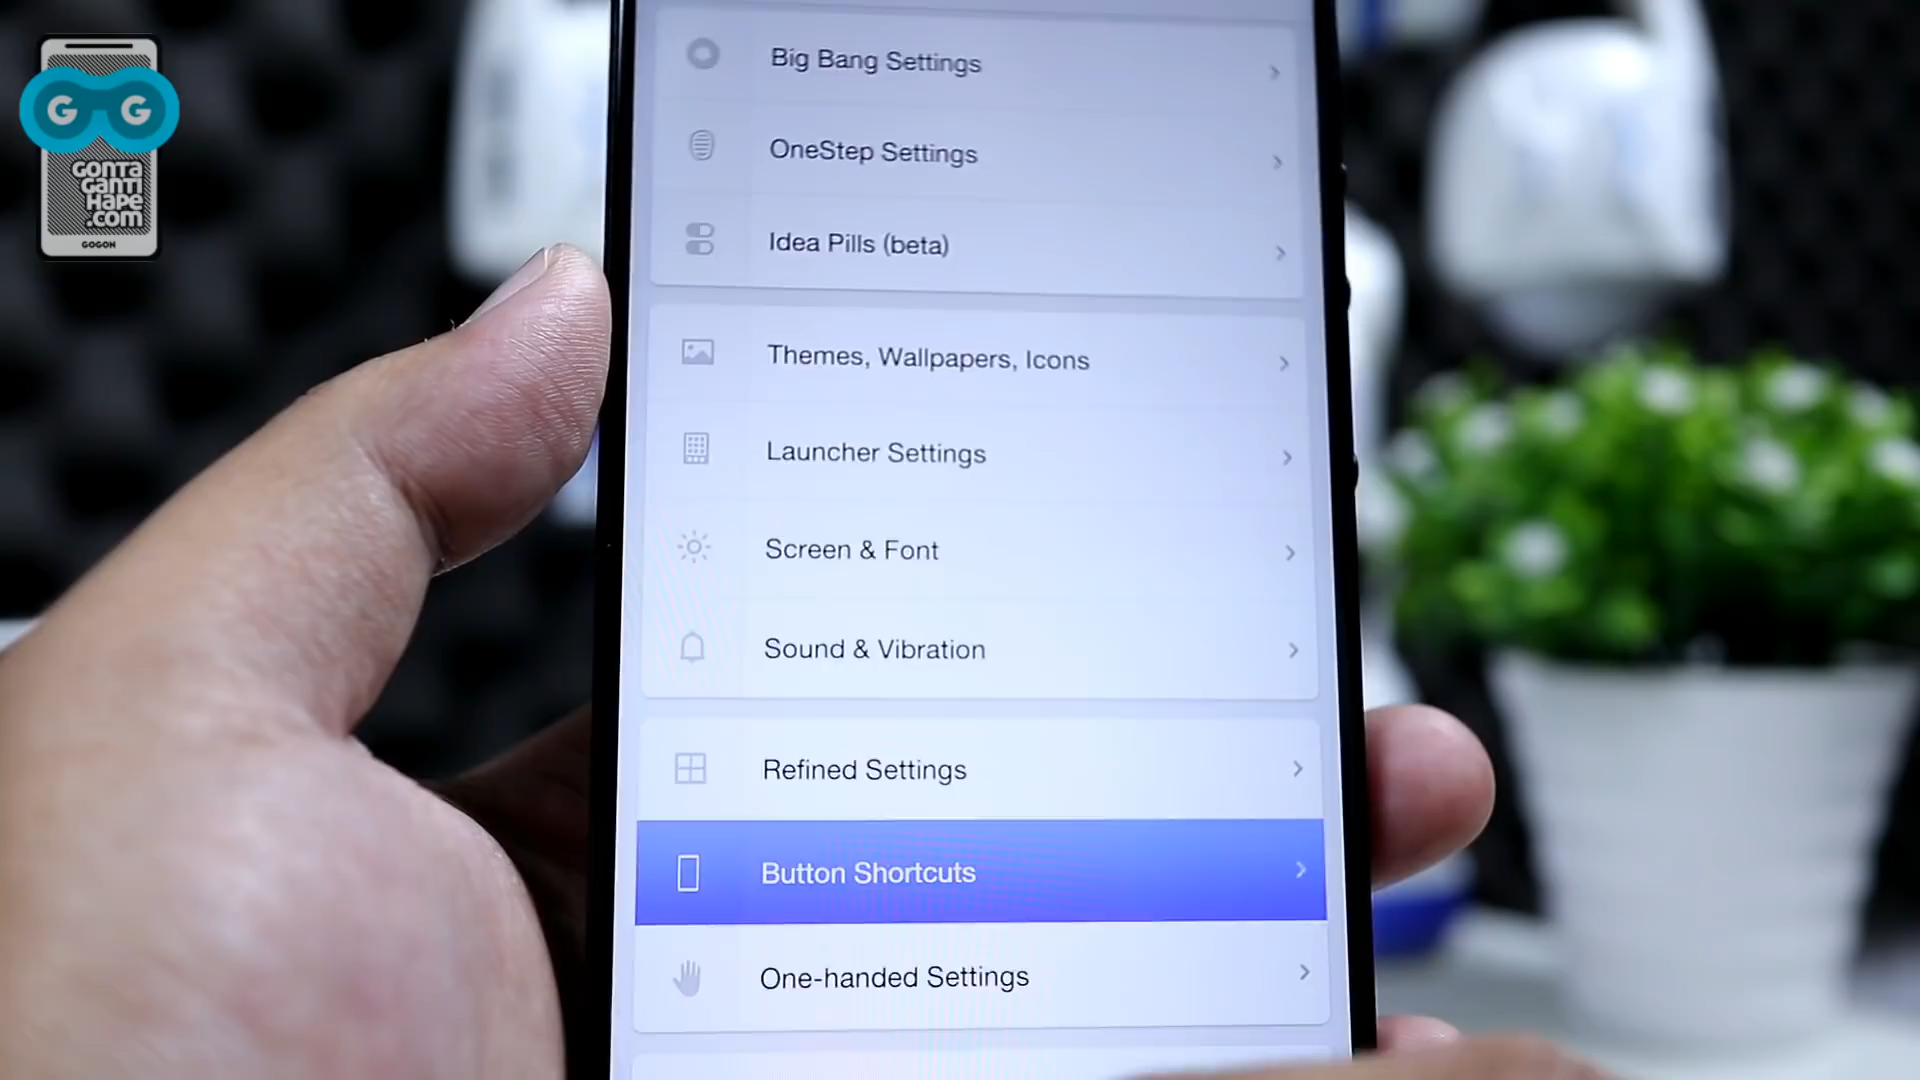 G G
GONTA
GANTI
HAPE
.COM
GOGON
Big Bang Settings
OneStep Settings
Idea Pills (beta)
Themes, Wallpapers, Icons
Launcher Settings
Screen & Font
Sound & Vibration
Refined Settings
Button Shortcuts
One-handed Settings